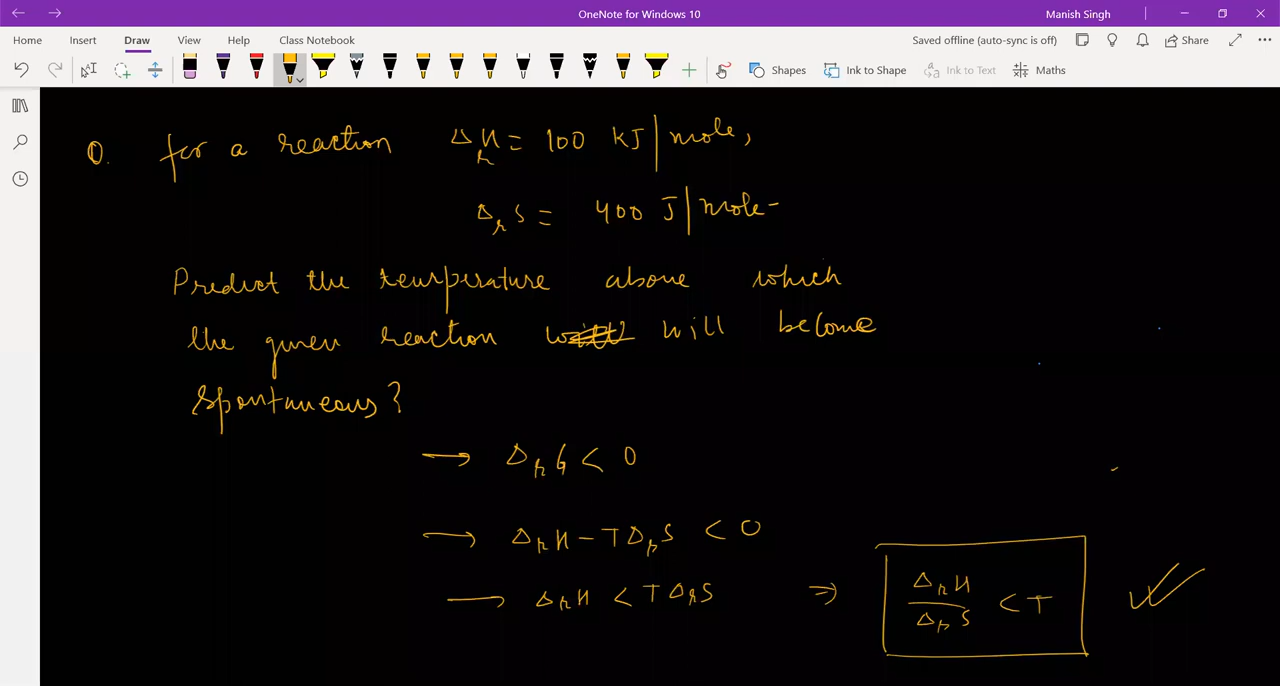 OneNote for Windows 10
Manish Singh
Home Insert Draw View Help Class Notebook
Saved offline (auto-sync is off) Share
Shapes Ink to Shape Ink to Text Maths
Q. for a reaction ΔrH = 100 KJ|mole,
ΔrS = 400 J|mole-
Predict the temperature above which
the given reaction will become
spontaneous?
→ ΔrG < 0
→ ΔrH - TΔrS < 0
→ ΔrH < TΔrS ⇒ ΔrH/ΔrS < T